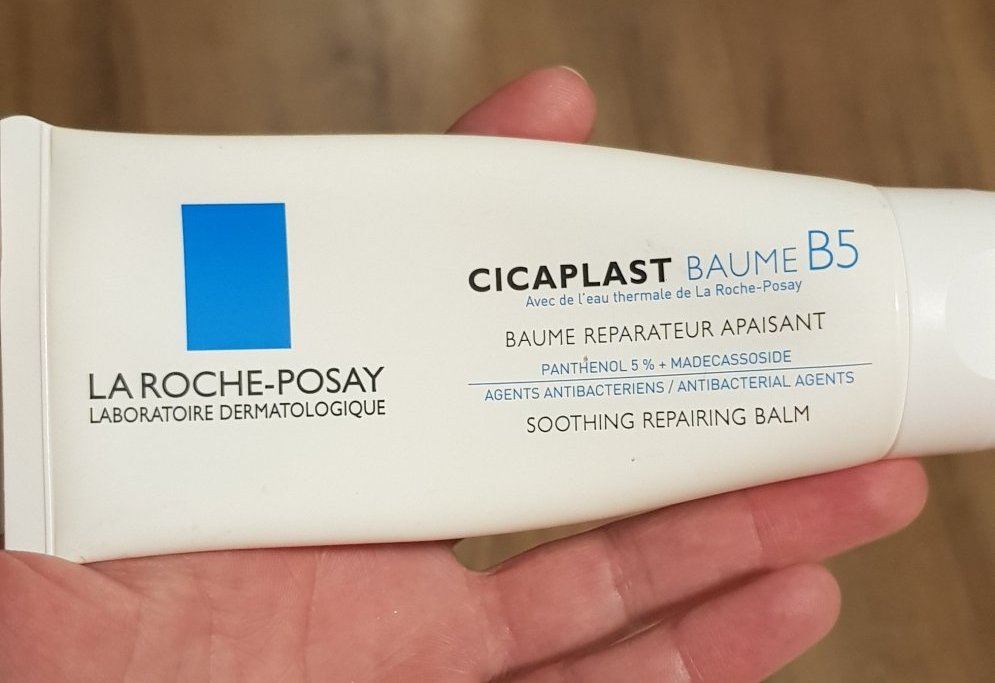 LA ROCHE-POSAY
LABORATOIRE DERMATOLOGIQUE
CICAPLAST BAUME B5
Avec de l'eau thermale de La Roche-Posay
BAUME REPARATEUR APAISANT
PANTHENOL 5 % + MADECASSOSIDE
AGENTS ANTIBACTERIENS / ANTIBACTERIAL AGENTS
SOOTHING REPAIRING BALM